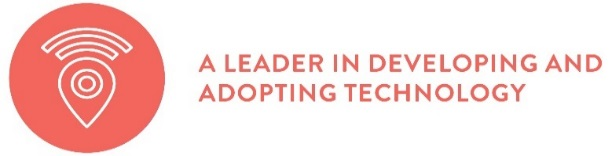 A LEADER IN DEVELOPING AND
ADOPTING TECHNOLOGY